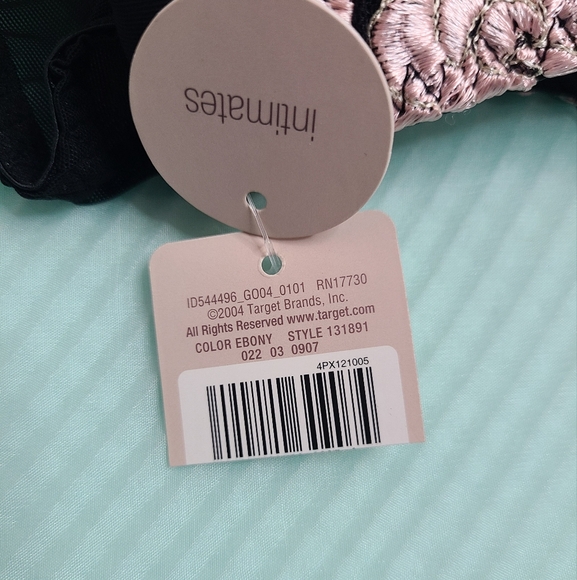 intimates
ID544496_GO04_0101 RN17730
©2004 Target Brands, Inc.
All Rights Reserved www.target.com
COLOR EBONY STYLE 131891
022 03 0907
4PX121005